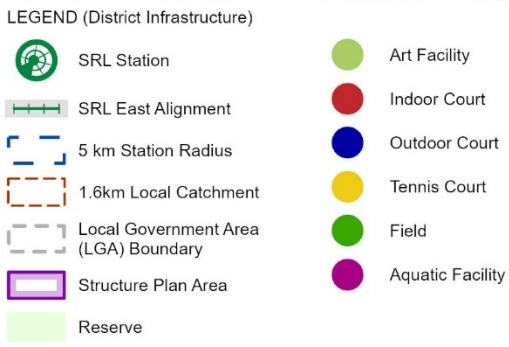 LEGEND (District Infrastructure)
SRL Station
SRL East Alignment
5 km Station Radius
1.6km Local Catchment
Local Government Area
(LGA) Boundary
Structure Plan Area
Reserve
Art Facility
Indoor Court
Outdoor Court
Tennis Court
Field
Aquatic Facility